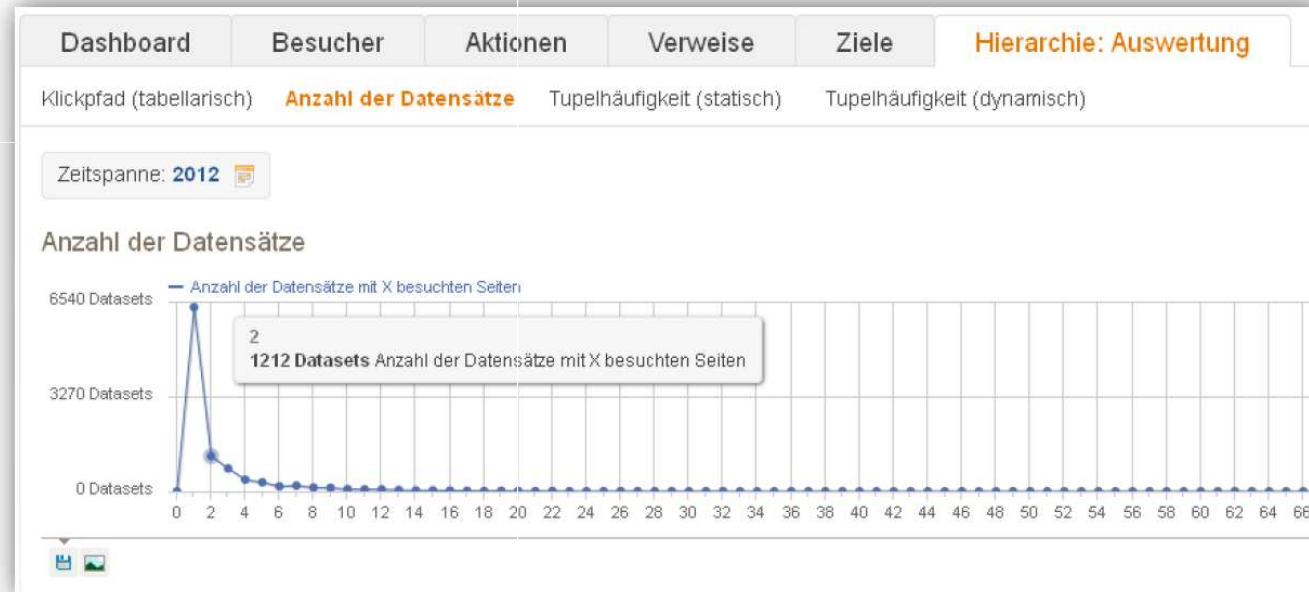 Dashboard Besucher Aktionen Verweise Ziele Hierarchie: Auswertung
Klickpfad (tabellarisch) Anzahl der Datensätze Tupelhäufigkeit (statisch) Tupelhäufigkeit (dynamisch)
Zeitspanne: 2012
Anzahl der Datensätze
Anzahl der Datensätze mit X besuchten Seiten
6540 Datasets
2
1212 Datasets Anzahl der Datensätze mit X besuchten Seiten
3270 Datasets
0 Datasets
0 2 4 6 8 10 12 14 16 18 20 22 24 26 28 30 32 34 36 38 40 42 44 46 48 50 52 54 56 58 60 62 64 66